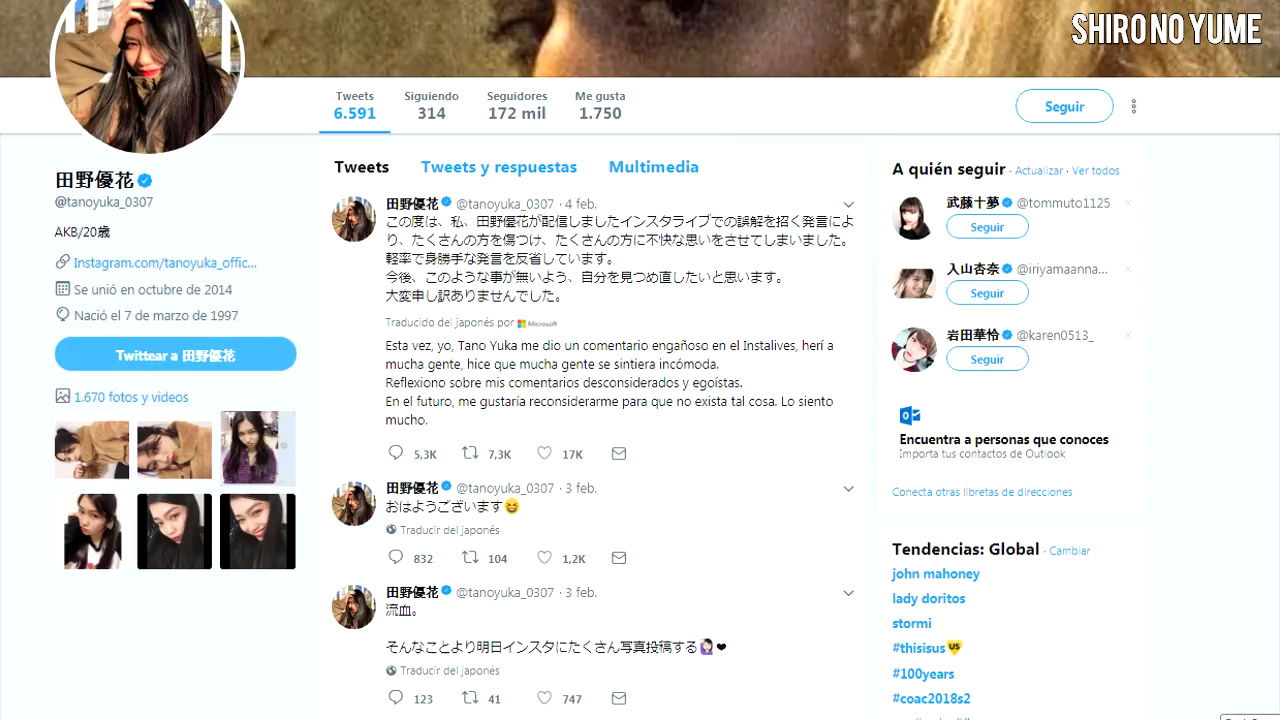 SHIRO NO YUME
Tweets
6.591
Siguiendo
314
Seguidores
172 mil
Me gusta
1.750
Seguir
田野優花
@tanoyuka_0307
AKB/20歳
Instagram.com/tanoyuka_offic...
Se unió en octubre de 2014
Nació el 7 de marzo de 1997
Twittear a 田野優花
1.670 fotos y videos
Tweets
Tweets y respuestas
Multimedia
田野優花 @tanoyuka_0307 · 4 feb.
この度は、私、田野優花が配信しましたインスタライブでの誤解を招く発言によ
り、たくさんの方を傷つけ、たくさんの方に不快な思いをさせてしまいました。
軽率で身勝手な発言を反省しています。
今後、このような事が無いよう、自分を見つめ直したいと思います。
大変申し訳ありませんでした。
Traducido del japonés por Microsoft
Esta vez, yo, Tano Yuka me dio un comentario engañoso en el Instalives, herí a
mucha gente, hice que mucha gente se sintiera incómoda.
Reflexiono sobre mis comentarios desconsiderados y egoístas.
En el futuro, me gustaría reconsiderarme para que no exista tal cosa. Lo siento
mucho.
5,3K 7,3K 17K
田野優花 @tanoyuka_0307 · 3 feb.
おはようございます😆
Traducir del japonés
832 104 1,2K
田野優花 @tanoyuka_0307 · 3 feb.
流血。
そんなことより明日インスタにたくさん写真投稿する🙋🏻❤
Traducir del japonés
123 41 747
A quién seguir · Actualizar · Ver todos
武藤十夢 @tommuto1125
Seguir
入山杏奈 @iriyamaanna...
Seguir
岩田華怜 @karen0513_
Seguir
Encuentra a personas que conoces
Importa tus contactos de Outlook
Conecta otras libretas de direcciones
Tendencias: Global · Cambiar
john mahoney
lady doritos
stormi
#thisisus
#100years
#coac2018s2